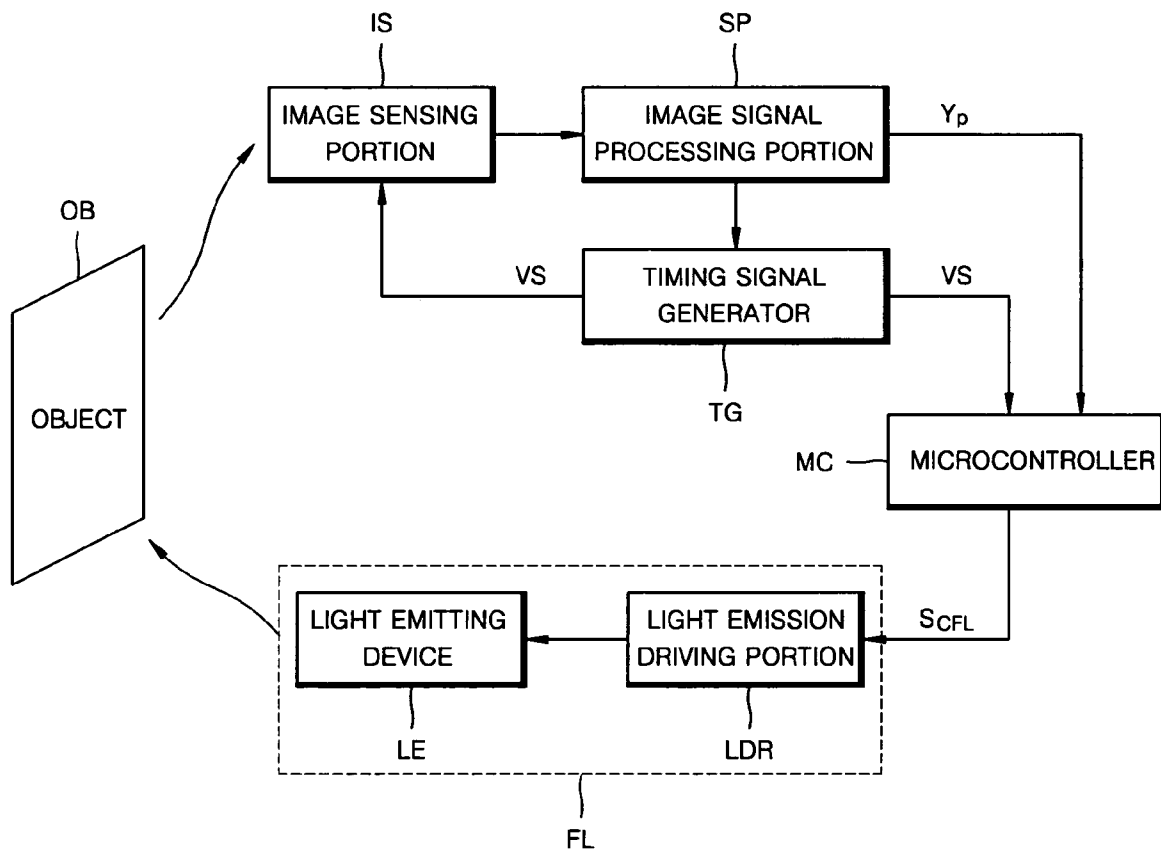 IS
SP
IMAGE SENSING
PORTION
IMAGE SIGNAL
PROCESSING PORTION
Yp
OB
VS
TIMING SIGNAL
GENERATOR
VS
TG
OBJECT
MC
MICROCONTROLLER
LIGHT EMITTING
DEVICE
LIGHT EMISSION
DRIVING PORTION
SCFL
LE
LDR
FL